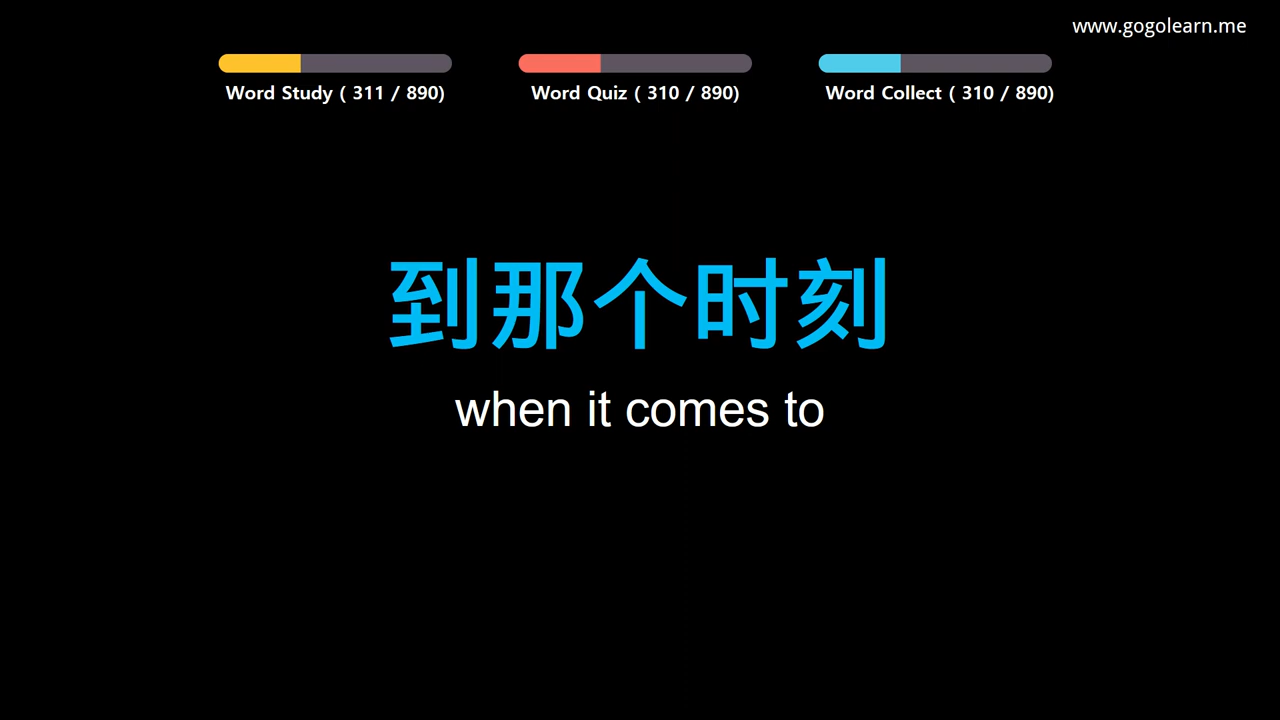 www.gogolearn.me
Word Study ( 311 / 890)
Word Quiz ( 310 / 890)
Word Collect ( 310 / 890)
到那个时刻
when it comes to